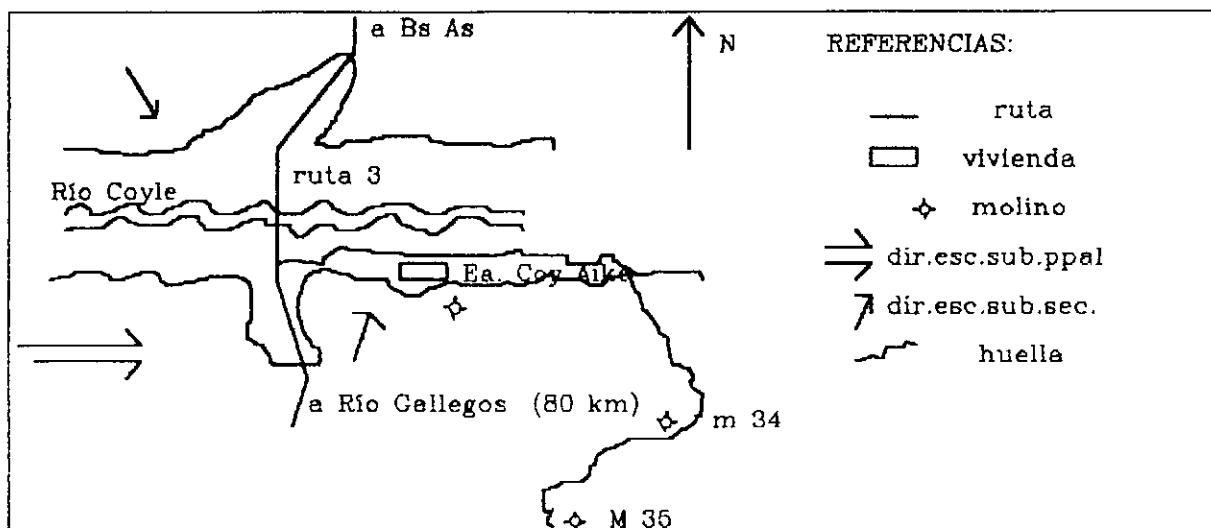 a Bs As
N
ruta 3
Río Coyle
Ea. Coy Aike
a Río Gallegos (80 km)
m 34
M 35
REFERENCIAS:
ruta
vivienda
molino
dir.esc.sub.ppal
dir.esc.sub.sec.
huella